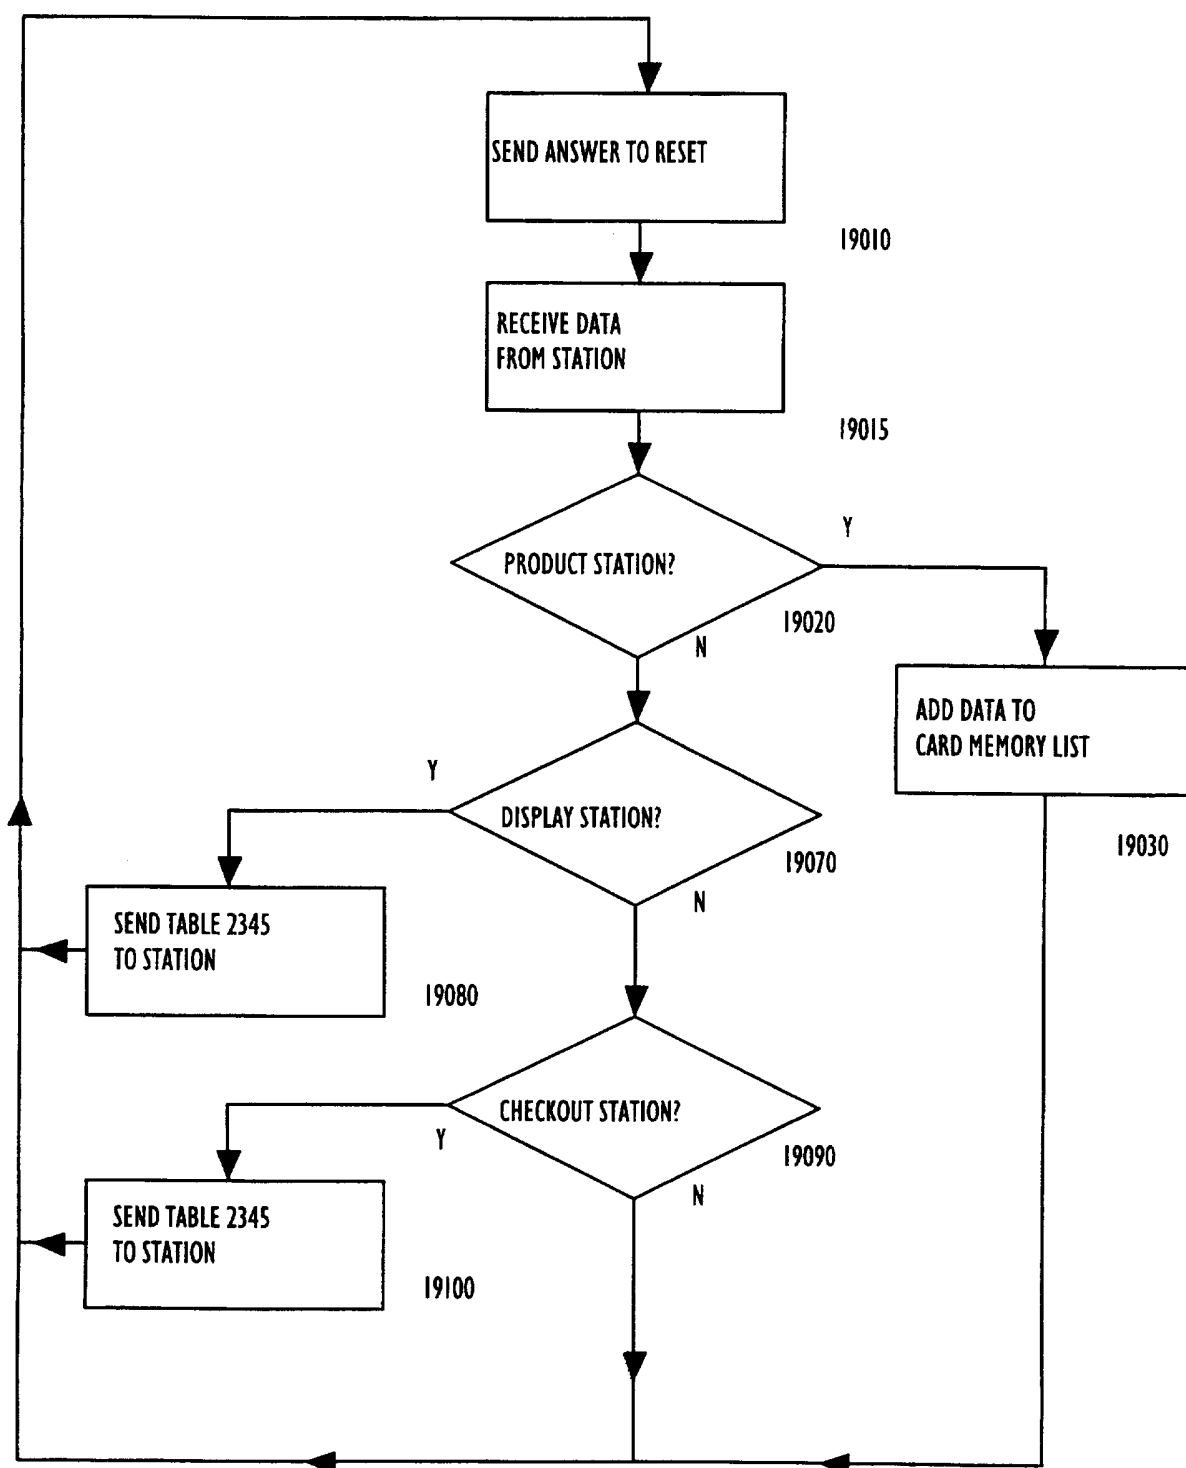 SEND ANSWER TO RESET
19010
RECEIVE DATA
FROM STATION
19015
Y
PRODUCT STATION?
19020
N
ADD DATA TO
CARD MEMORY LIST
19030
Y
DISPLAY STATION?
19070
N
SEND TABLE 2345
TO STATION
19080
CHECKOUT STATION?
Y
19090
N
SEND TABLE 2345
TO STATION
19100